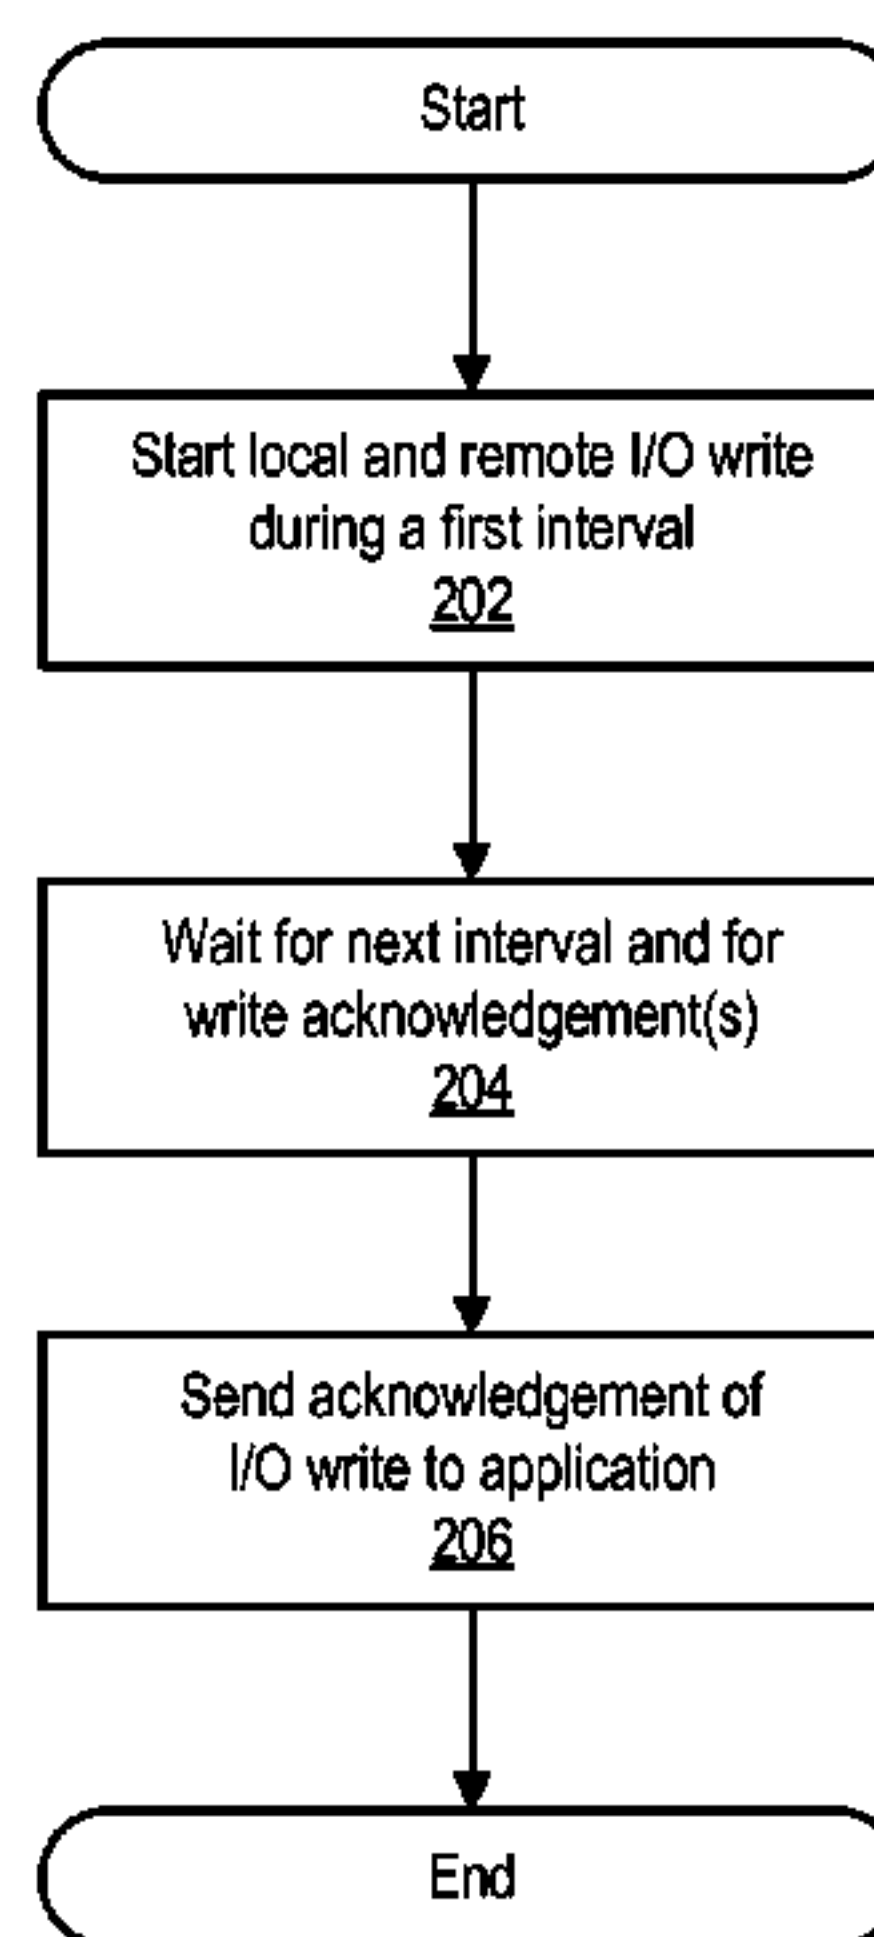 Start
Start local and remote I/O write
during a first interval
202
Wait for next interval and for
write acknowledgement(s)
204
Send acknowledgement of
I/O write to application
206
End